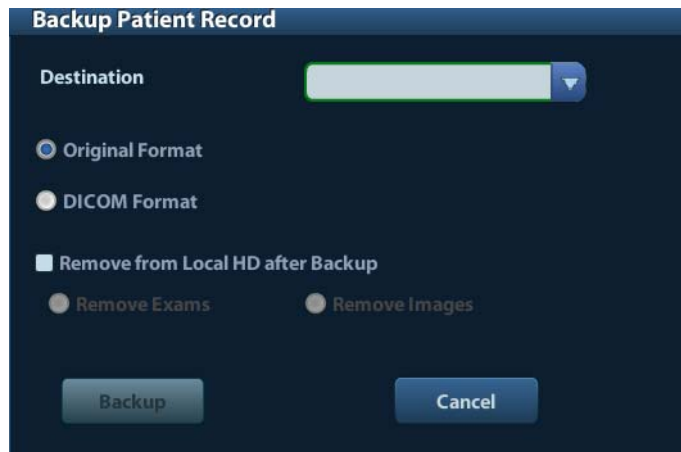 Backup Patient Record
Destination
Original Format
DICOM Format
Remove from Local HD after Backup
Remove Exams Remove Images
Backup Cancel